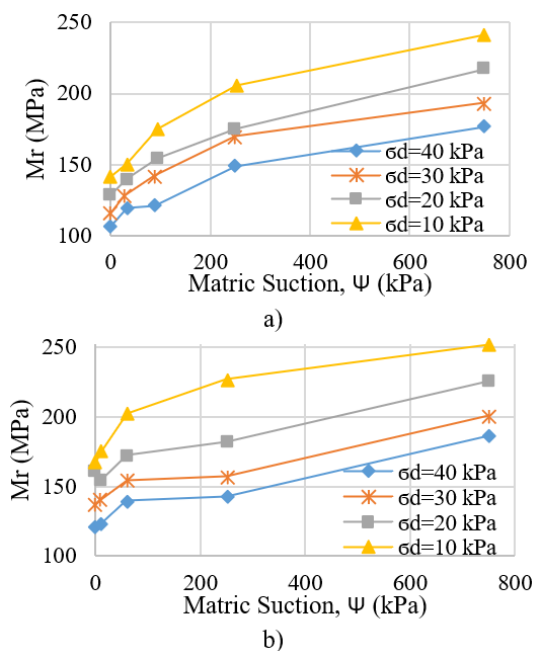 250
200
150
100
Mr (MPa)
σd=40 kPa
σd=30 kPa
σd=20 kPa
σd=10 kPa
0 200 400 600 800
Matric Suction, Ψ (kPa)
a)
250
200
150
100
Mr (MPa)
σd=40 kPa
σd=30 kPa
σd=20 kPa
σd=10 kPa
0 200 400 600 800
Matric Suction, Ψ (kPa)
b)